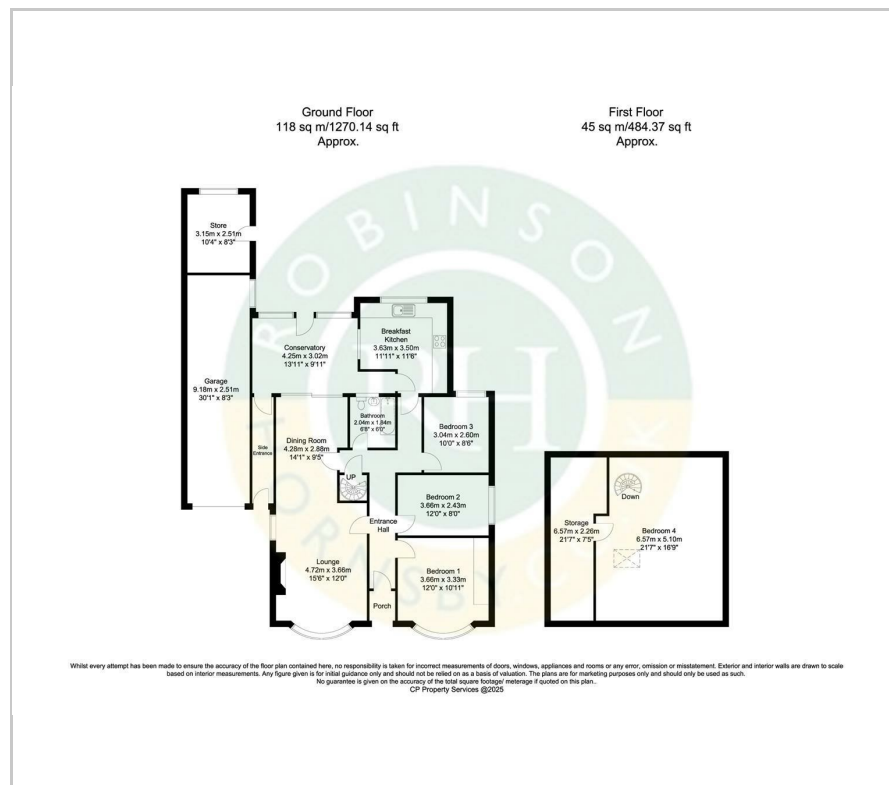 Ground Floor
118 sq m/1270.14 sq ft
Approx.
First Floor
45 sq m/484.37 sq ft
Approx.
ROBINSON
HORNSBY
CO.UK
RH
Store
3.15m x 2.51m
10'4" x 8'3"
Garage
9.18m x 2.51m
30'1" x 8'3"
Conservatory
4.25m x 3.02m
13'11" x 9'11"
Breakfast
Kitchen
3.63m x 3.50m
11'11" x 11'6"
Bathroom
2.04m x 1.84m
6'8" x 6'0"
Side
Entrance
Dining Room
4.28m x 2.88m
14'1" x 9'5"
Bedroom 3
3.04m x 2.60m
10'0" x 8'6"
UP
Bedroom 2
3.66m x 2.43m
12'0" x 8'0"
Entrance
Hall
Lounge
4.72m x 3.66m
15'6" x 12'0"
Bedroom 1
3.66m x 3.33m
12'0" x 10'11"
Porch
Down
Storage
6.57m x 2.26m
21'7" x 7'5"
Bedroom 4
6.57m x 5.10m
21'7" x 16'9"
Whilst every attempt has been made to ensure the accuracy of the floor plan contained here, no responsibility is taken for incorrect measurements of doors, windows, appliances and rooms or any error, omission or misstatement. Exterior and interior walls are drawn to scale
based on interior measurements. Any figure given is for initial guidance only and should not be relied on as a basis of valuation. The plans are for marketing purposes only and should only be used as such.
No guarantee is given on the accuracy of the total square footage/ meterage if quoted on this plan..
CP Property Services @2025